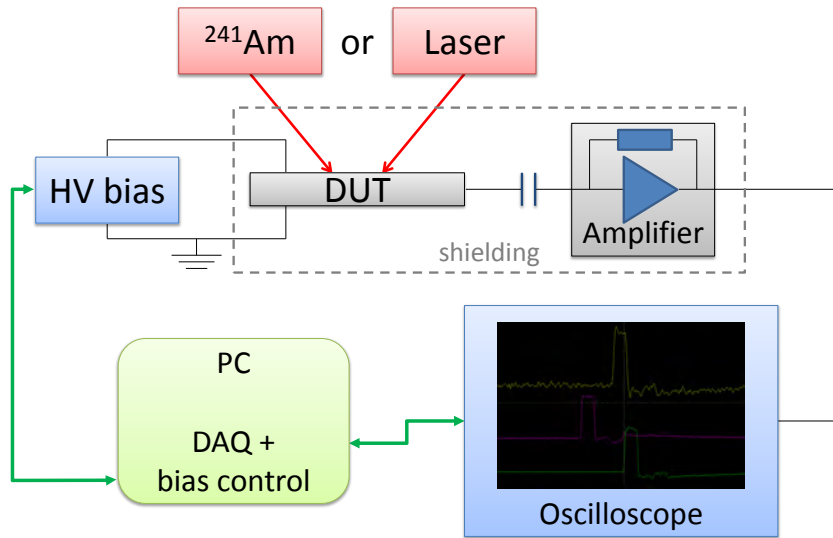 ²⁴¹Am or Laser
HV bias
DUT
Amplifier
shielding
PC
DAQ +
bias control
Oscilloscope